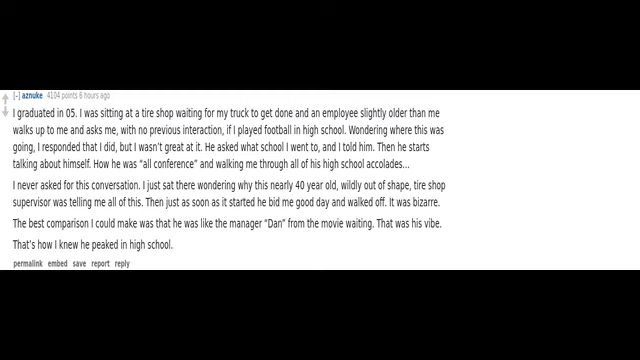 [-] aznuke 4104 points 6 hours ago
I graduated in 05. I was sitting at a tire shop waiting for my truck to get done and an employee slightly older than me
walks up to me and asks me, with no previous interaction, if I played football in high school. Wondering where this was
going, I responded that I did, but I wasn't great at it. He asked what school I went to, and I told him. Then he starts
talking about himself. How he was "all conference" and walking me through all of his high school accolades...
I never asked for this conversation. I just sat there wondering why this nearly 40 year old, wildly out of shape, tire shop
supervisor was telling me all of this. Then just as soon as it started he bid me good day and walked off. It was bizarre.
The best comparison I could make was that he was like the manager "Dan" from the movie waiting. That was his vibe.
That's how I knew he peaked in high school.
permalink embed save report reply